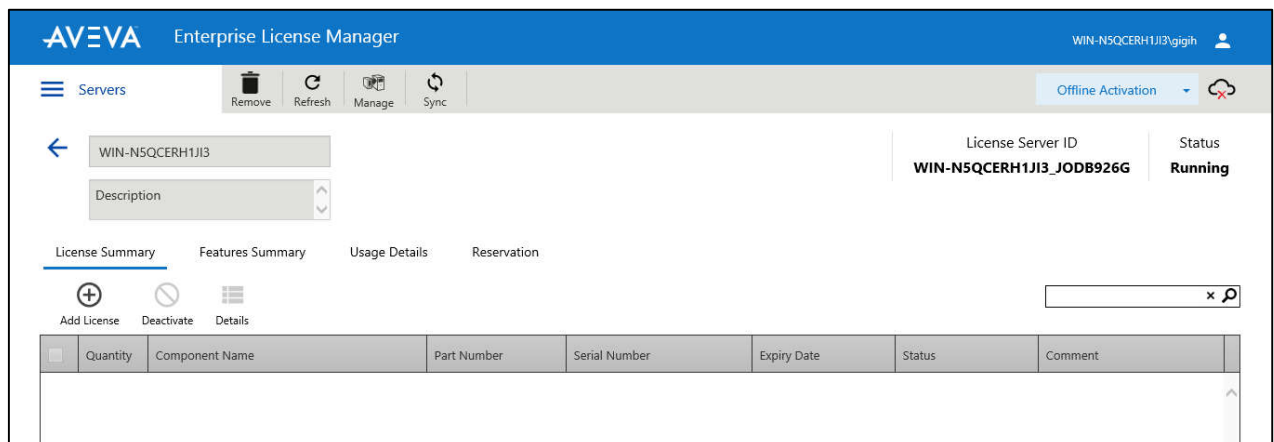 AVEVA Enterprise License Manager
WIN-N5QCERH1JI3\gigih
Servers
Remove Refresh Manage Sync
Offline Activation
WIN-N5QCERH1JI3
Description
License Server ID Status
WIN-N5QCERH1JI3_JODB926G Running
License Summary Features Summary Usage Details Reservation
Add License Deactivate Details
Quantity Component Name Part Number Serial Number Expiry Date Status Comment